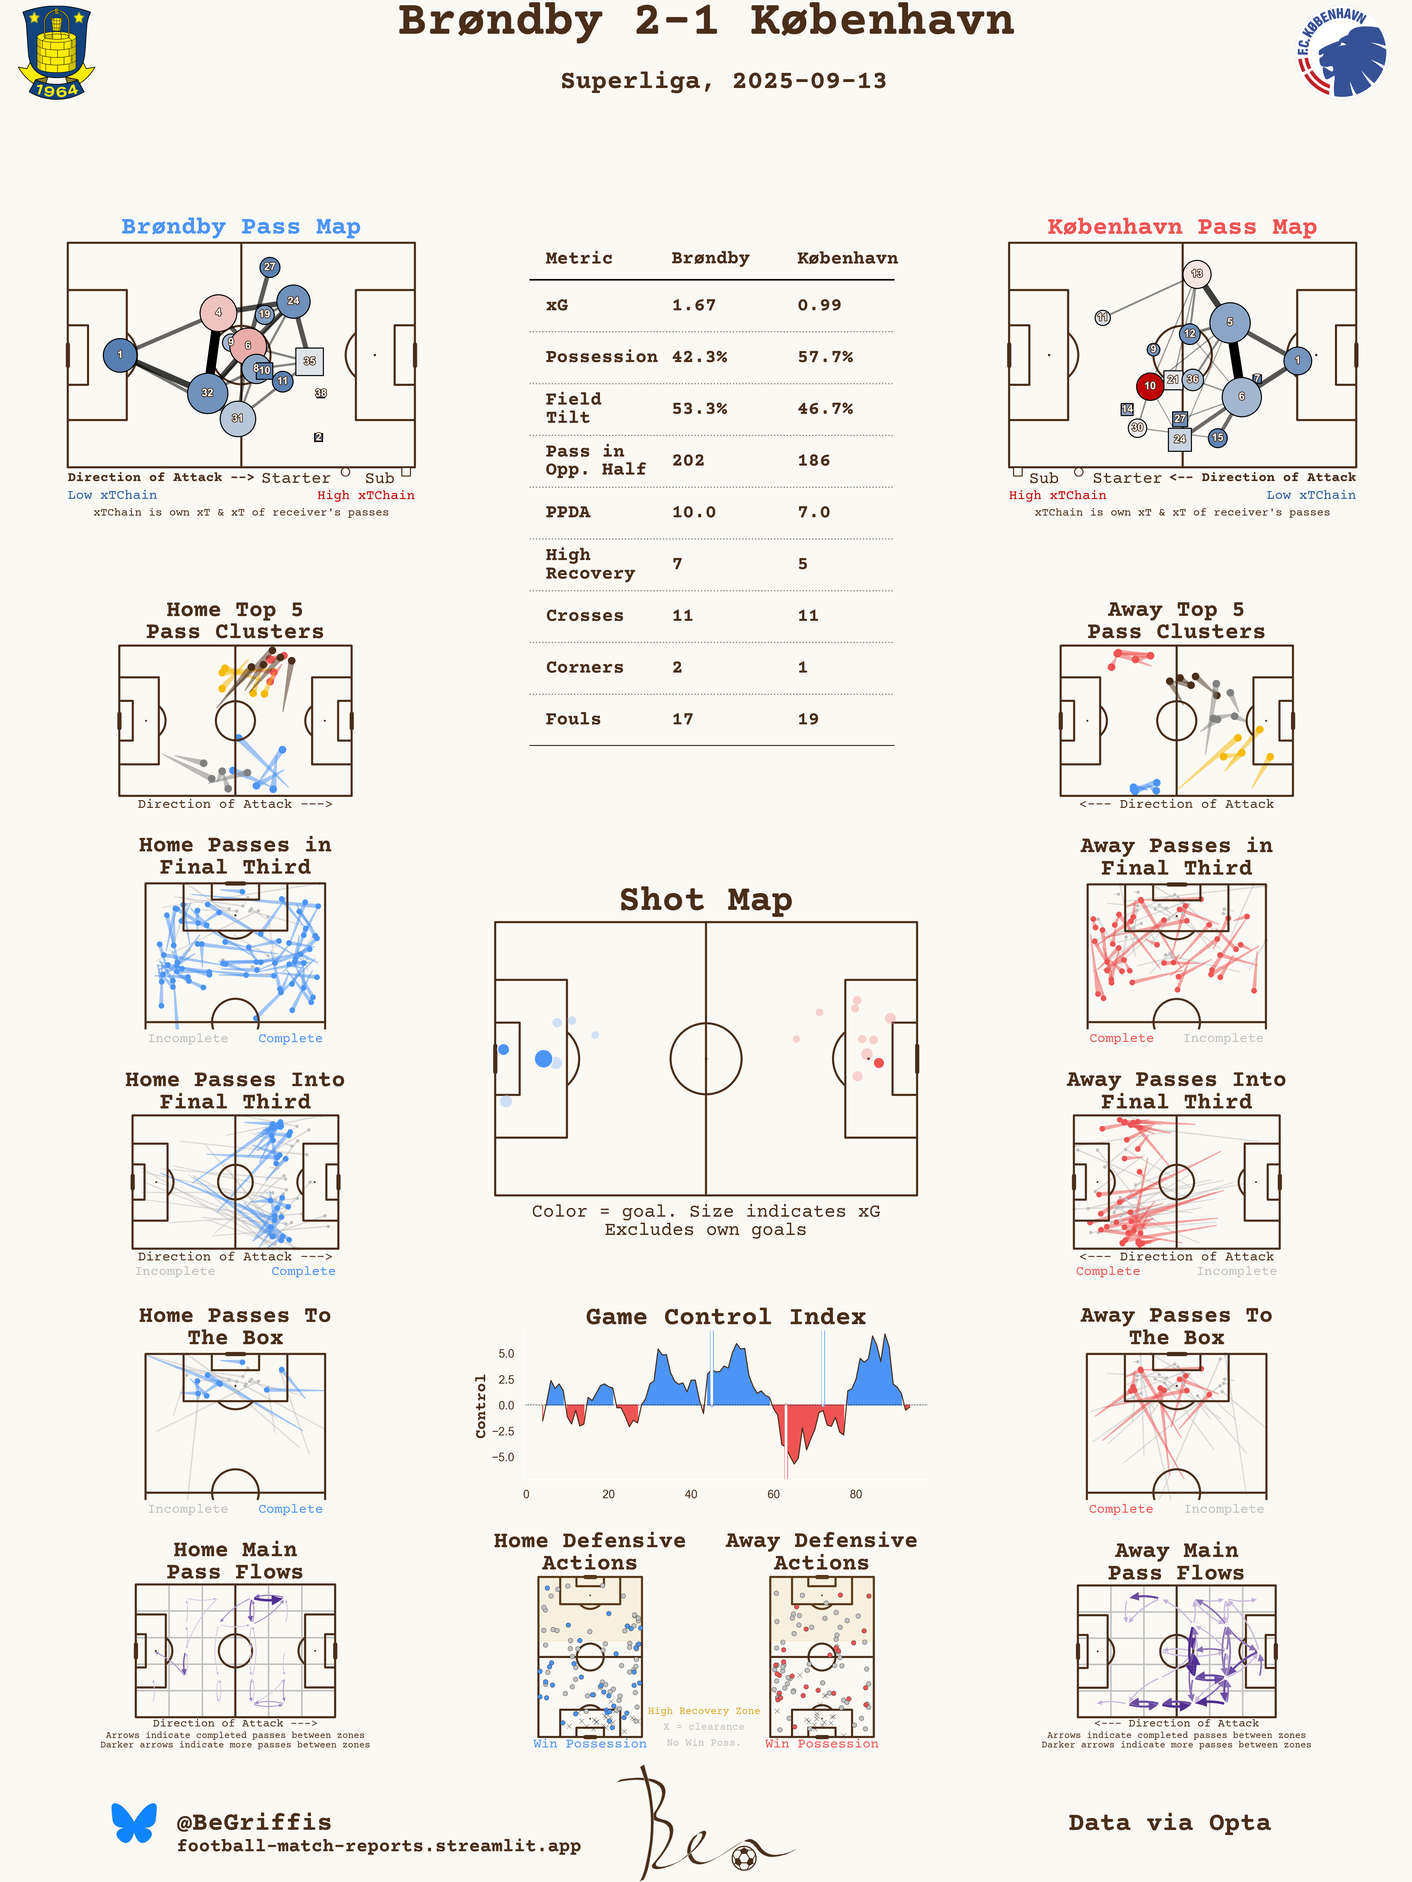 Brøndby 2-1 København
Superliga, 2025-09-13
1964
F.C. KØBENHAVN
Brøndby Pass Map
27
24
4
19
9
6
1
35
8
10
11
32
38
31
2
Direction of Attack --> Starter Sub
Low xTChain High xTChain
xTChain is own xT & xT of receiver's passes
Metric Brøndby København
xG 1.67 0.99
Possession 42.3% 57.7%
Field
Tilt 53.3% 46.7%
Pass in
Opp. Half 202 186
PPDA 10.0 7.0
High
Recovery 7 5
Crosses 11 11
Corners 2 1
Fouls 17 19
København Pass Map
13
11
5
12
9
1
21
36
7
10
6
14
27
30
24
15
Sub Starter <-- Direction of Attack
High xTChain Low xTChain
xTChain is own xT & xT of receiver's passes
Home Top 5
Pass Clusters
Direction of Attack --->
Away Top 5
Pass Clusters
<--- Direction of Attack
Home Passes in
Final Third
Incomplete Complete
Away Passes in
Final Third
Complete Incomplete
Shot Map
Color = goal. Size indicates xG
Excludes own goals
Home Passes Into
Final Third
Direction of Attack --->
Incomplete Complete
Away Passes Into
Final Third
<--- Direction of Attack
Complete Incomplete
Home Passes To
The Box
Incomplete Complete
Game Control Index
Control
5.0
2.5
0.0
−2.5
−5.0
0 20 40 60 80
Away Passes To
The Box
Complete Incomplete
Home Main
Pass Flows
Direction of Attack --->
Arrows indicate completed passes between zones
Darker arrows indicate more passes between zones
Home Defensive
Actions
Win Possession
High Recovery Zone
X = clearance
No Win Poss.
Away Defensive
Actions
Win Possession
Away Main
Pass Flows
<--- Direction of Attack
Arrows indicate completed passes between zones
Darker arrows indicate more passes between zones
@BeGriffis
football-match-reports.streamlit.app
Ben
Data via Opta